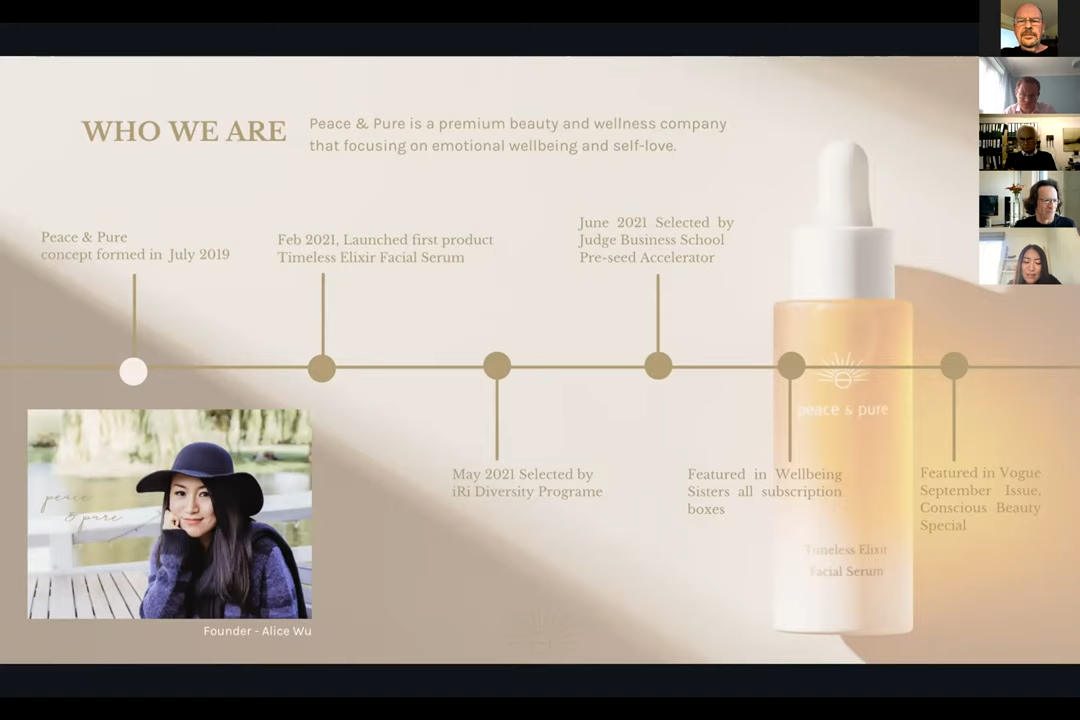 WHO WE ARE
Peace & Pure is a premium beauty and wellness company
that focusing on emotional wellbeing and self-love.
Peace & Pure
concept formed in July 2019
Feb 2021, Launched first product
Timeless Elixir Facial Serum
June 2021 Selected by
Judge Business School
Pre-seed Accelerator
peace & pure
May 2021 Selected by
iRi Diversity Programe
Featured in Wellbeing
Sisters all subscription
boxes
Featured in Vogue
September Issue,
Conscious Beauty
Special
peace
& pure
Timeless Elixir
Facial Serum
Founder - Alice Wu